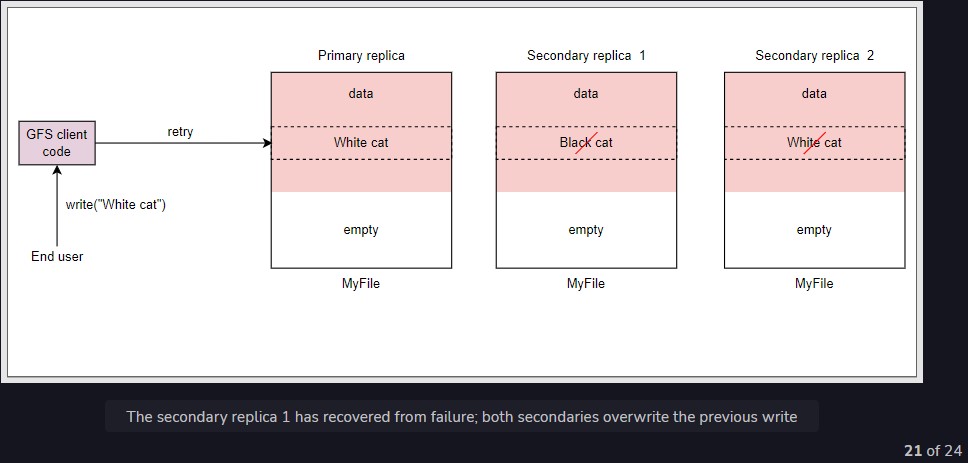 Primary replica
Secondary replica 1
Secondary replica 2
data
data
data
GFS client
code
retry
White cat
Black cat
White cat
write("White cat")
empty
empty
empty
End user
MyFile
MyFile
MyFile
The secondary replica 1 has recovered from failure; both secondaries overwrite the previous write
21 of 24